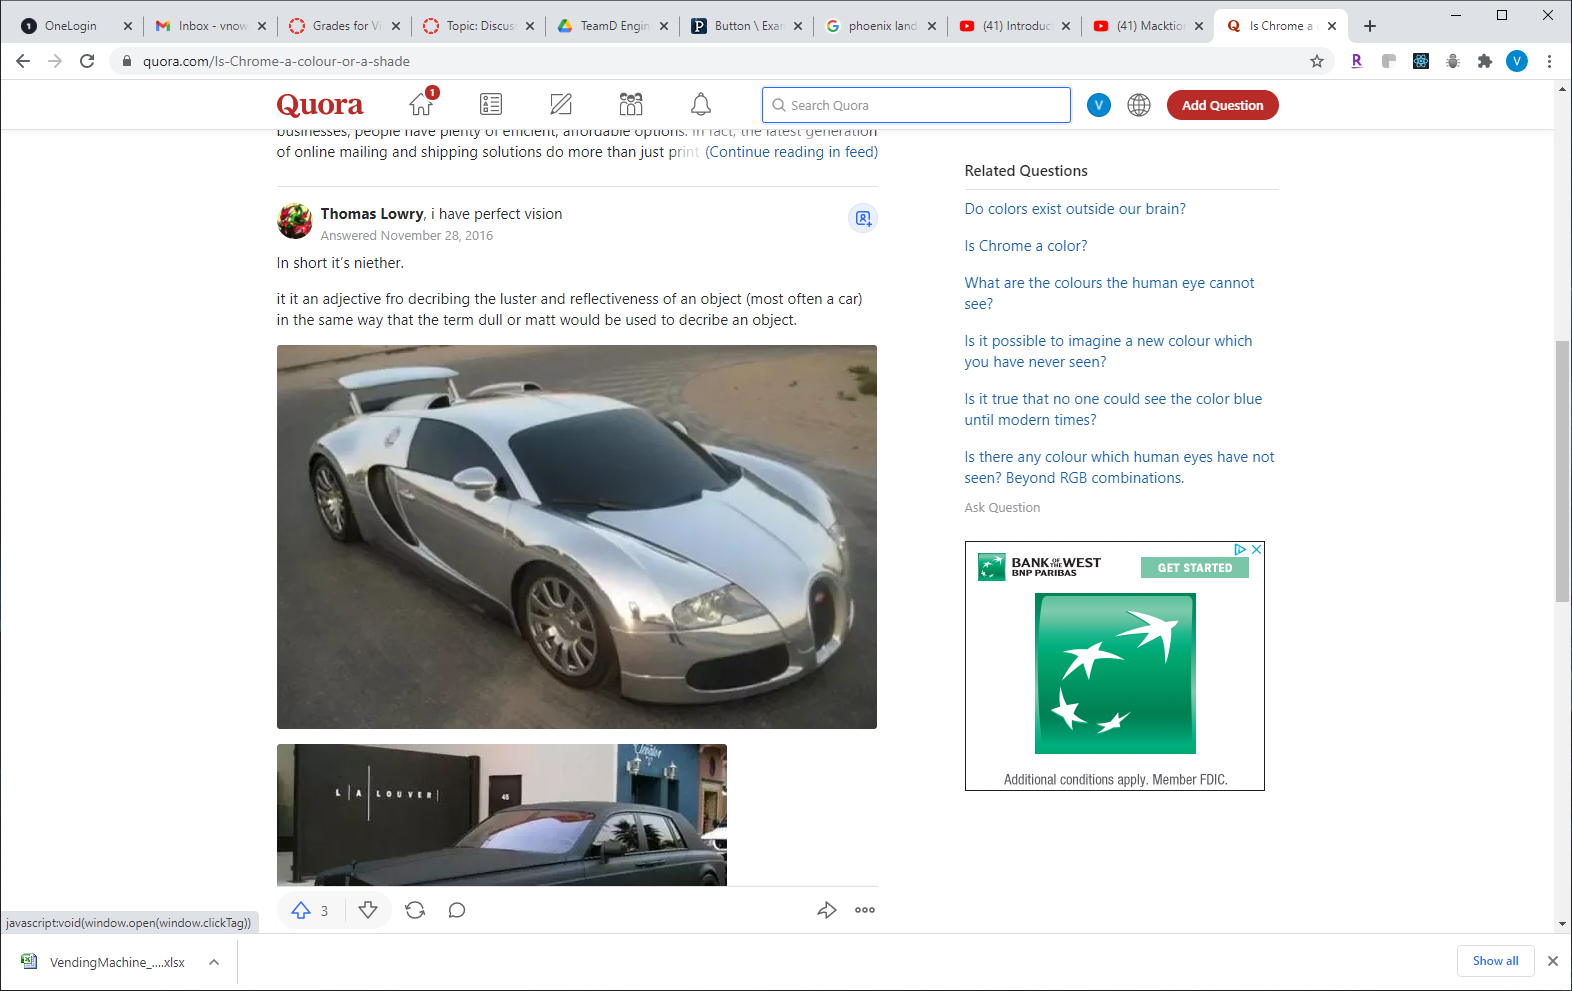 OneLogin
Inbox - vnow
Grades for Vi
Topic: Discus
TeamD Engin
Button \ Exam
phoenix land
(41) Introduc
(41) Macktion
Is Chrome a
quora.com/Is-Chrome-a-colour-or-a-shade
V
Quora
1
Search Quora
V
Add Question
businesses, people have plenty of efficient, affordable options. In fact, the latest generation
of online mailing and shipping solutions do more than just print (Continue reading in feed)
Thomas Lowry, i have perfect vision
Answered November 28, 2016
In short it’s niether.
it it an adjective fro decribing the luster and reflectiveness of an object (most often a car)
in the same way that the term dull or matt would be used to decribe an object.
L|A LOUVER|
45
3
Related Questions
Do colors exist outside our brain?
Is Chrome a color?
What are the colours the human eye cannot
see?
Is it possible to imagine a new colour which
you have never seen?
Is it true that no one could see the color blue
until modern times?
Is there any colour which human eyes have not
seen? Beyond RGB combinations.
Ask Question
BANK OF THE WEST
BNP PARIBAS
GET STARTED
Additional conditions apply. Member FDIC.
javascript:void(window.open(window.clickTag))
VendingMachine_....xlsx
Show all